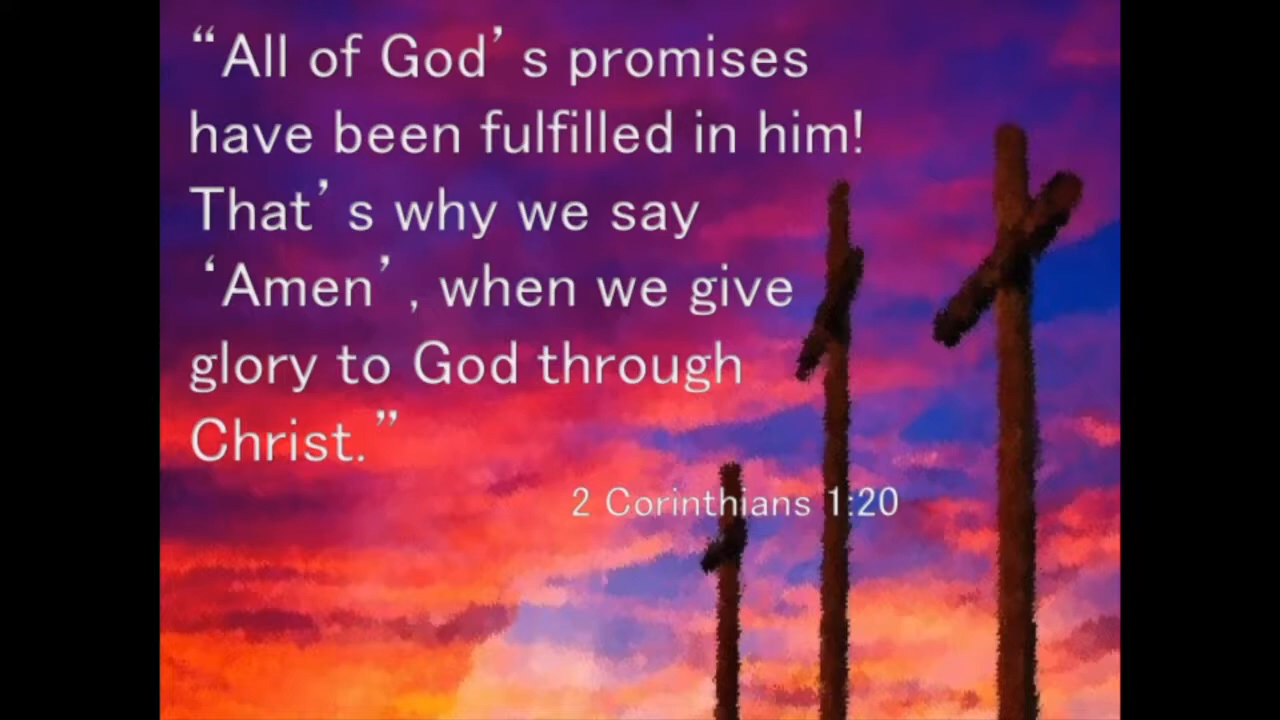 “All of God’s promises
have been fulfilled in him!
That’s why we say
‘Amen’, when we give
glory to God through
Christ.”
2 Corinthians 1:20